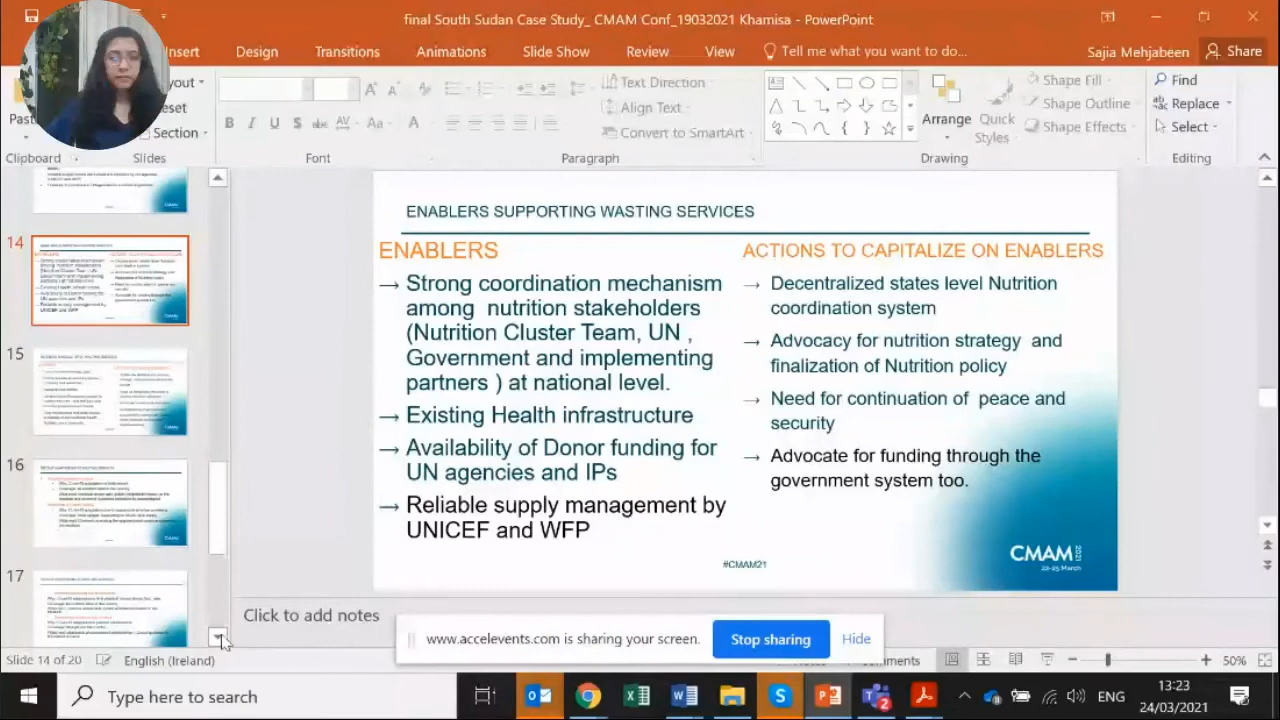 final South Sudan Case Study_ CMAM Conf_19032021 Khamisa - PowerPoint
Insert Design Transitions Animations Slide Show Review View Tell me what you want to do... Sajia Mehjabeen Share
Section
Text Direction
Align Text
Convert to SmartArt
Arrange
Quick Styles
Shape Fill
Shape Outline
Shape Effects
Find
Replace
Select
Clipboard Slides Font Paragraph Drawing Editing
14
15
16
17
ENABLERS SUPPORTING WASTING SERVICES
ENABLERS
→ Strong mechanism
among nutrition stakeholders
(Nutrition Cluster Team, UN,
Government and implementing
partners) at national level.
→ Existing health infrastructure
→ Availability of Donor funding for
UN agencies and IPs
→ Reliable supply management by
UNICEF and WFP
ACTIONS TO CAPITALIZE ON ENABLERS
→ Decentralized states level Nutrition
coordination system
→ Advocacy for nutrition strategy and
finalization of Nutrition policy
→ Need for continuation of peace and
security
→ Advocate for funding through the
government systems
#CMAM21
CMAM 2021
22-25 March
www.accelevents.com is sharing your screen. Stop sharing Hide
Slide 14 of 20 English (Ireland) 50%
Type here to search
ENG
13:23
24/03/2021